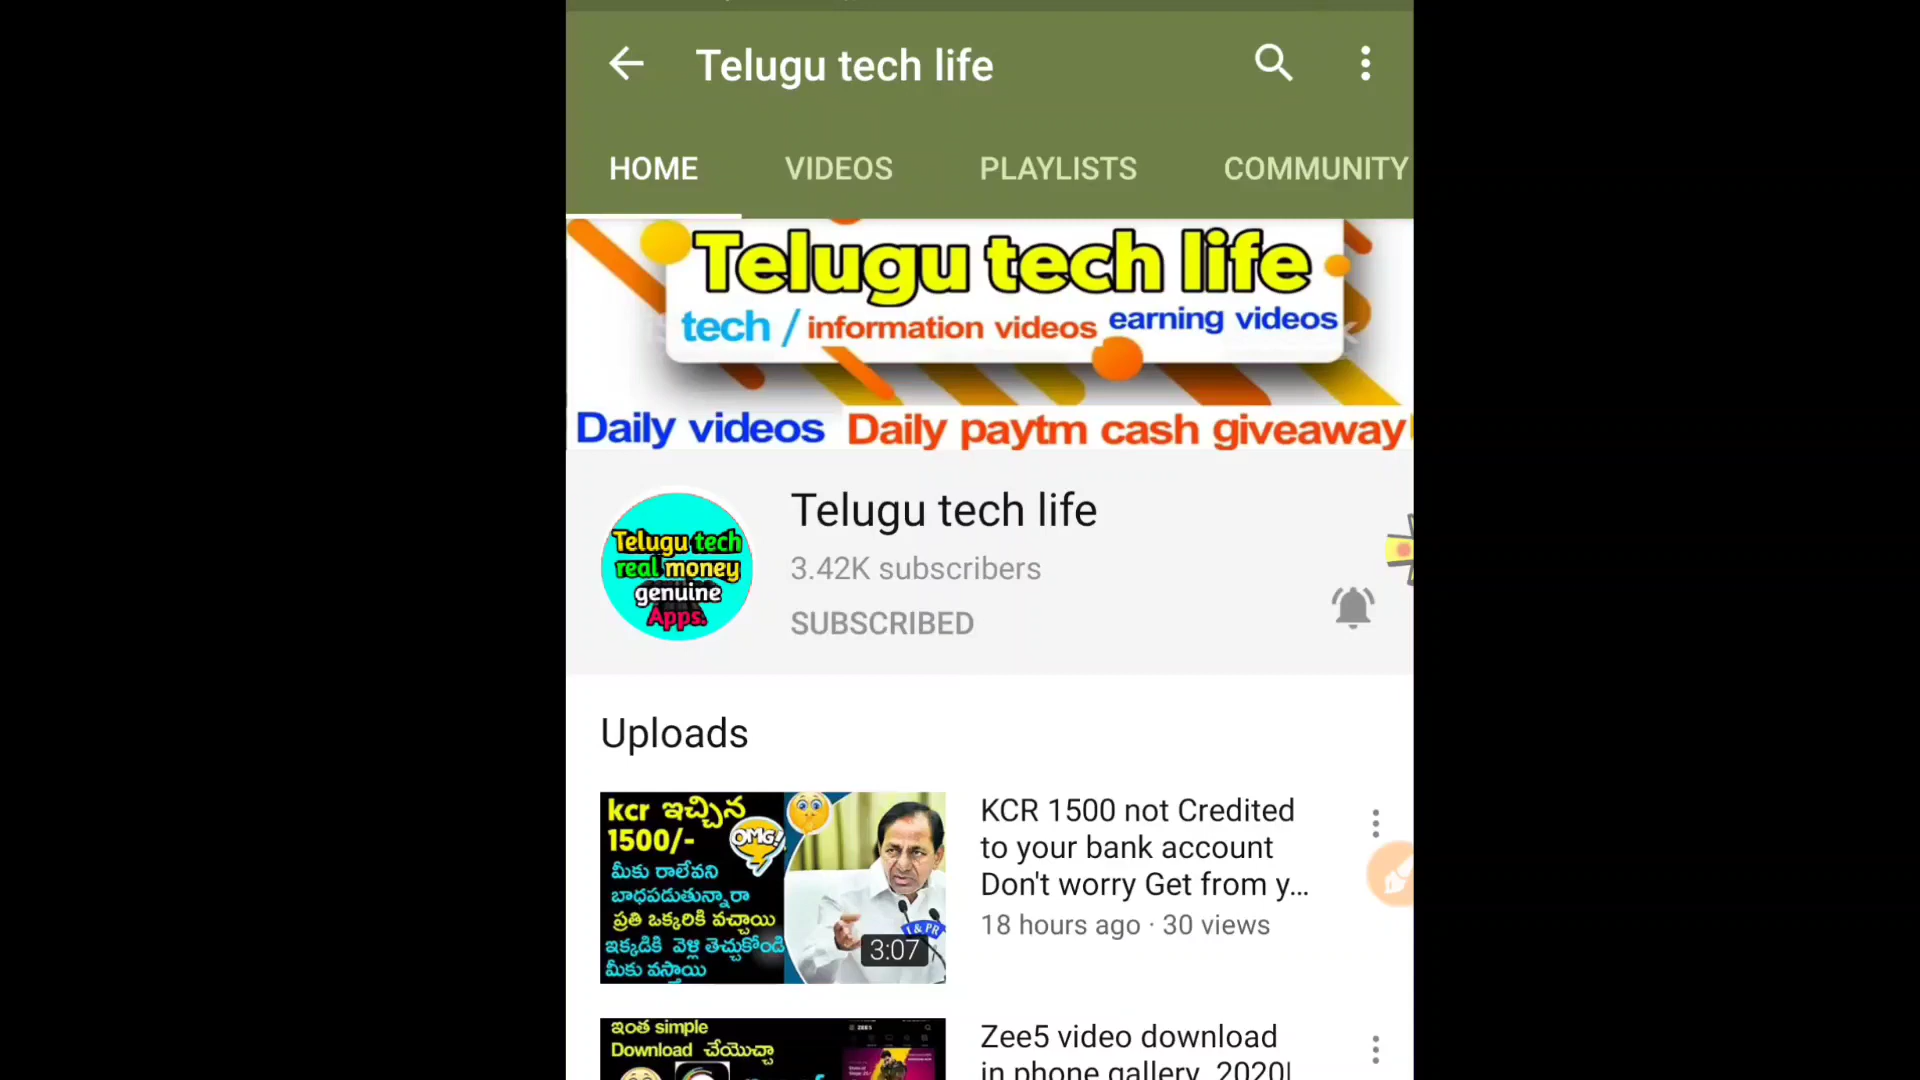 Telugu tech life
HOME VIDEOS PLAYLISTS COMMUNITY
Telugu tech life
tech / information videos earning videos
Daily videos Daily paytm cash giveaway
Telugu tech
real money
genuine
Apps.
Telugu tech life
3.42K subscribers
SUBSCRIBED
Uploads
kcr ఇచ్చిన
1500/-
OMG!
మీకు రాలేవని
బాధపడుతున్నారా
ప్రతి ఒక్కరికి వచ్చాయి
ఇక్కడికి వెళ్లి తెచ్చుకోండి
మీకు వస్తాయి
I & PR
3:07
KCR 1500 not Credited
to your bank account
Don't worry Get from y...
18 hours ago · 30 views
ఇంత simple
Download చేయొచ్చా
ZEE5
Zee5 video download
in phone gallery 2020|